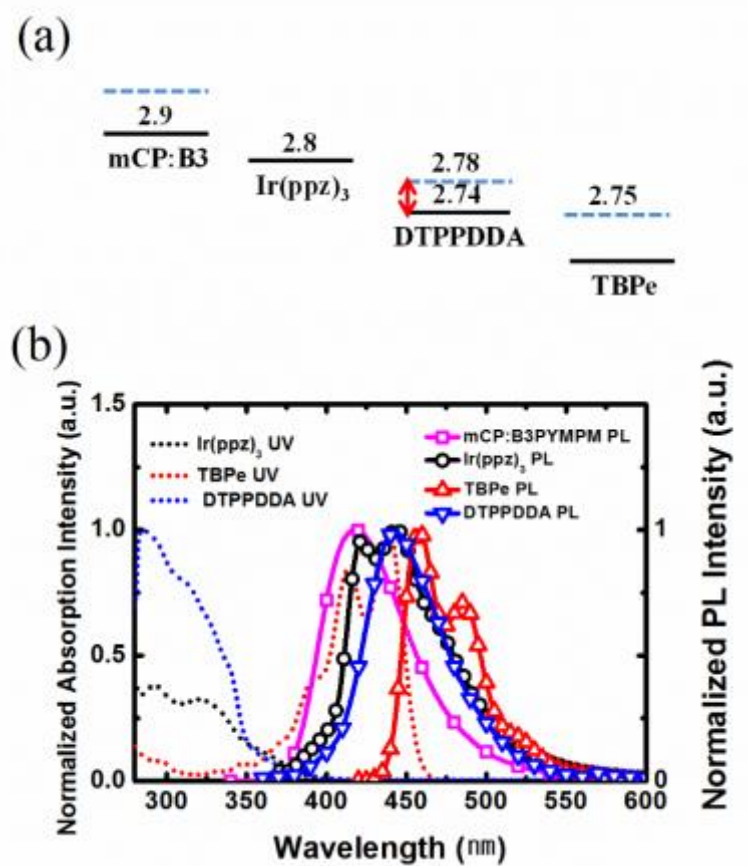 (a)
2.9
mCP:B3
2.8
Ir(ppz)₃
2.78
2.74
DTPPDDA
2.75
TBPe
(b)
Normalized Absorption Intensity (a.u.)
1.5
1.0
0.5
0.0
Ir(ppz)₃ UV
TBPe UV
DTPPDDA UV
mCP:B3PYMPM PL
Ir(ppz)₃ PL
TBPe PL
DTPPDDA PL
1
0
Normalized PL Intensity (a.u.)
300 350 400 450 500 550 600
Wavelength (nm)